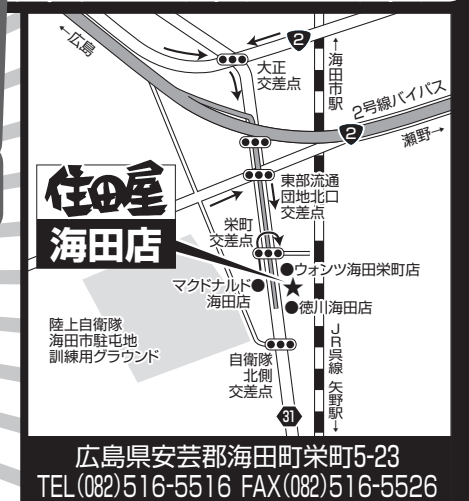 ←広島
2
大正
交差点
←海田市駅
2号線バイパス
2
瀬野→
東部流通
団地北口
交差点
住田屋
海田店
栄町
交差点
ウォンツ海田栄町店
マクドナルド
海田店
徳川海田店
陸上自衛隊
海田市駐屯地
訓練用グラウンド
JR呉線
矢野駅→
自衛隊
北側
交差点
31
広島県安芸郡海田町栄町5-23
TEL(082)516-5516 FAX(082)516-5526